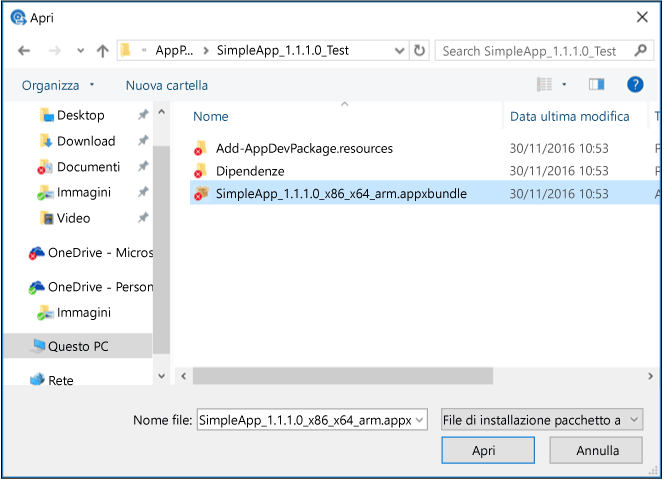 Apri
« AppP... > SimpleApp_1.1.1.0_Test
Search SimpleApp_1.1.1.0_Test
Organizza
Nuova cartella
Nome
Data ultima modifica
T
Desktop
Download
Documenti
Immagini
Video
OneDrive - Micros
OneDrive - Person
Immagini
Questo PC
Rete
Add-AppDevPackage.resources 30/11/2016 10:53 F
Dipendenze 30/11/2016 10:53 F
SimpleApp_1.1.1.0_x86_x64_arm.appxbundle 30/11/2016 10:53 A
Nome file: SimpleApp_1.1.1.0_x86_x64_arm.appx
File di installazione pacchetto a
Apri
Annulla